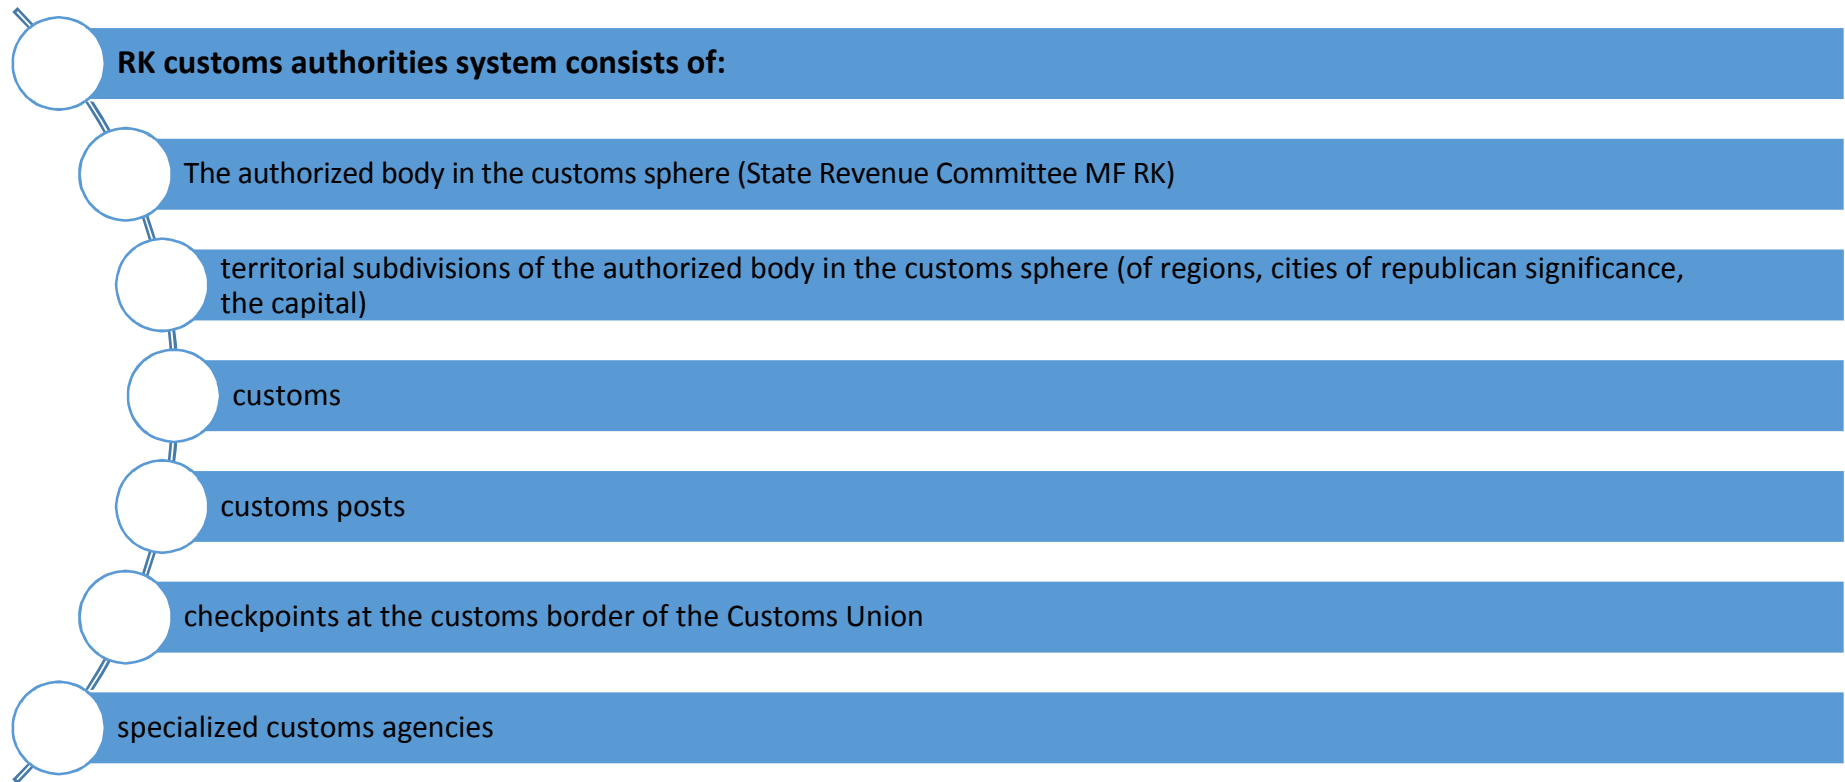 RK customs authorities system consists of:
The authorized body in the customs sphere (State Revenue Committee MF RK)
territorial subdivisions of the authorized body in the customs sphere (of regions, cities of republican significance,
the capital)
customs
customs posts
checkpoints at the customs border of the Customs Union
specialized customs agencies